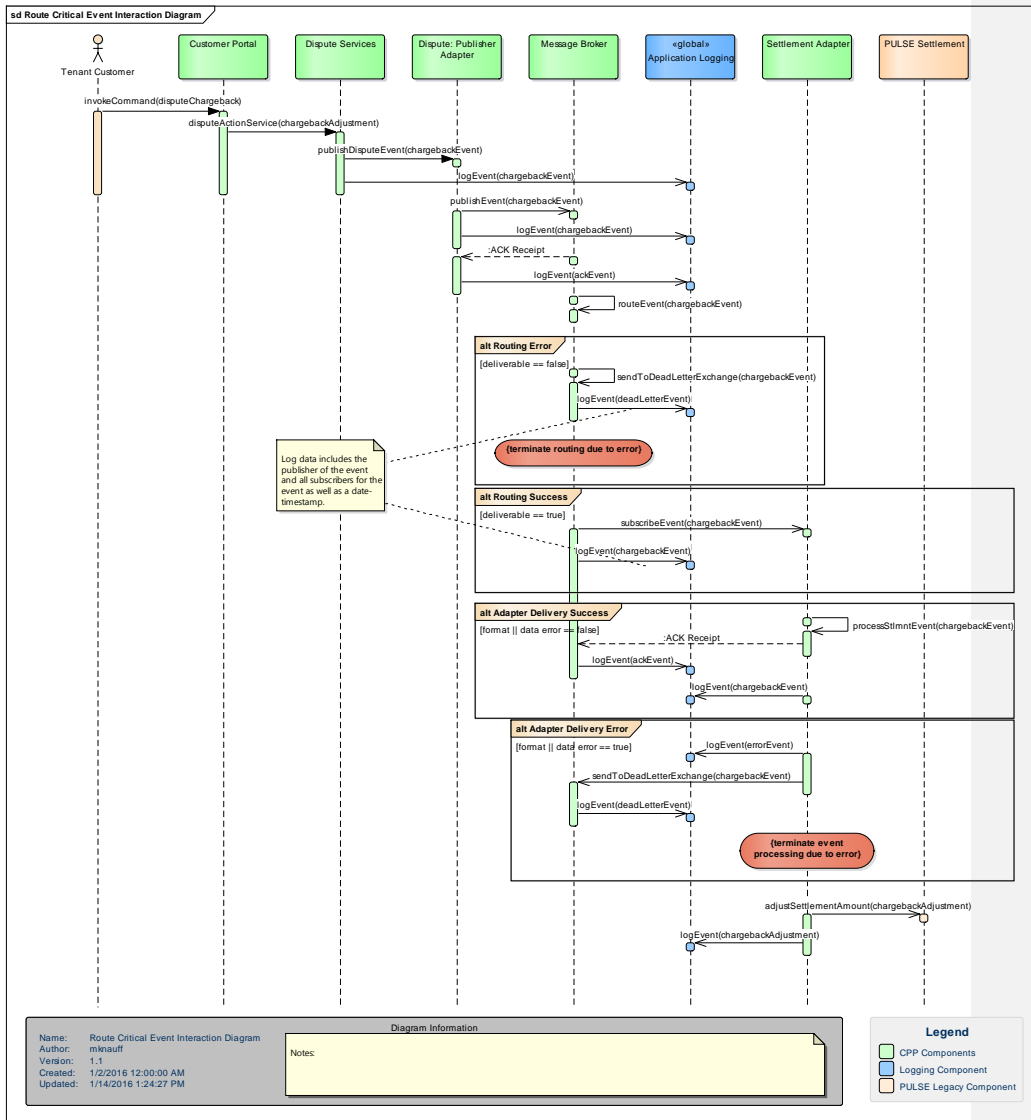 sd Route Critical Event Interaction Diagram
Tenant Customer
Customer Portal
Dispute Services
Dispute: Publisher
Adapter
Message Broker
«global»
Application Logging
Settlement Adapter
PULSE Settlement
invokeCommand(disputeChargeback)
disputeActionService(chargebackAdjustment)
publishDisputeEvent(chargebackEvent)
logEvent(chargebackEvent)
publishEvent(chargebackEvent)
logEvent(chargebackEvent)
:ACK Receipt
logEvent(ackEvent)
routeEvent(chargebackEvent)
alt Routing Error
[deliverable == false]
sendToDeadLetterExchange(chargebackEvent)
logEvent(deadLetterEvent)
{terminate routing due to error}
Log data includes the
publisher of the event
and all subscribers for the
event as well as a date-
timestamp.
alt Routing Success
[deliverable == true]
subscribeEvent(chargebackEvent)
logEvent(chargebackEvent)
alt Adapter Delivery Success
[format || data error == false]
processStlmntEvent(chargebackEvent)
:ACK Receipt
logEvent(ackEvent)
logEvent(chargebackEvent)
alt Adapter Delivery Error
[format || data error == true]
logEvent(errorEvent)
sendToDeadLetterExchange(chargebackEvent)
logEvent(deadLetterEvent)
{terminate event
processing due to error}
adjustSettlementAmount(chargebackAdjustment)
logEvent(chargebackAdjustment)
Diagram Information
Name: Route Critical Event Interaction Diagram
Author: mknauff
Version: 1.1
Created: 1/2/2016 12:00:00 AM
Updated: 1/14/2016 1:24:27 PM
Notes:
Legend
CPP Components
Logging Component
PULSE Legacy Component